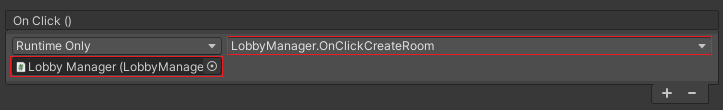 On Click ()
Runtime Only LobbyManager.OnClickCreateRoom
Lobby Manager (LobbyManage
+ −